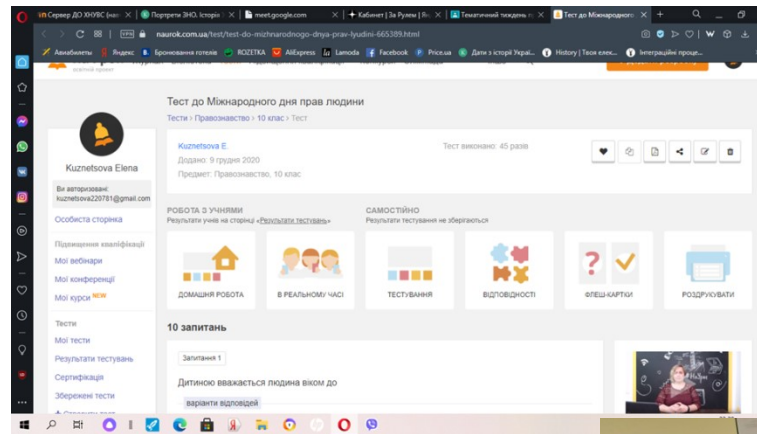 Сервер ДО ХНУВС (нав
Портрети ЗНО. Історія
meet.google.com
Кабинет | За Рулем | Ян
Тематичний тиждень п
Тест до Міжнародного
VPN
naurok.com.ua/test/test-do-mizhnarodnogo-dnya-prav-lyudini-665389.html
Авиабилеты
Яндекс
Бронювання готелів
ROZETKA
AliExpress
Lamoda
Facebook
Price.ua
Дати з історії Украї...
History | Твоя елек...
Інтеграційні проце...
освітній проект
Тест до Міжнародного дня прав людини
Тести › Правознавство › 10 клас › Тест
Kuznetsova E.
Тест виконано: 45 разів
Додано: 9 грудня 2020
Предмет: Правознавство, 10 клас
Kuznetsova Elena
Ви авторизовані:
kuznetsova220781@gmail.com
Особиста сторінка
Підвищення кваліфікації
Мої вебінари
Мої конференції
Мої курси NEW
Тести
Мої тести
Результати тестувань
Сертифікація
Збережені тести
РОБОТА З УЧНЯМИ
Результати учнів на сторінці «Результати тестувань»
САМОСТІЙНО
Результати тестування не зберігаються
ДОМАШНЯ РОБОТА
В РЕАЛЬНОМУ ЧАСІ
ТЕСТУВАННЯ
ВІДПОВІДНОСТІ
ФЛЕШ-КАРТКИ
РОЗДРУКУВАТИ
10 запитань
Запитання 1
Дитиною вважається людина віком до
варіанти відповідей